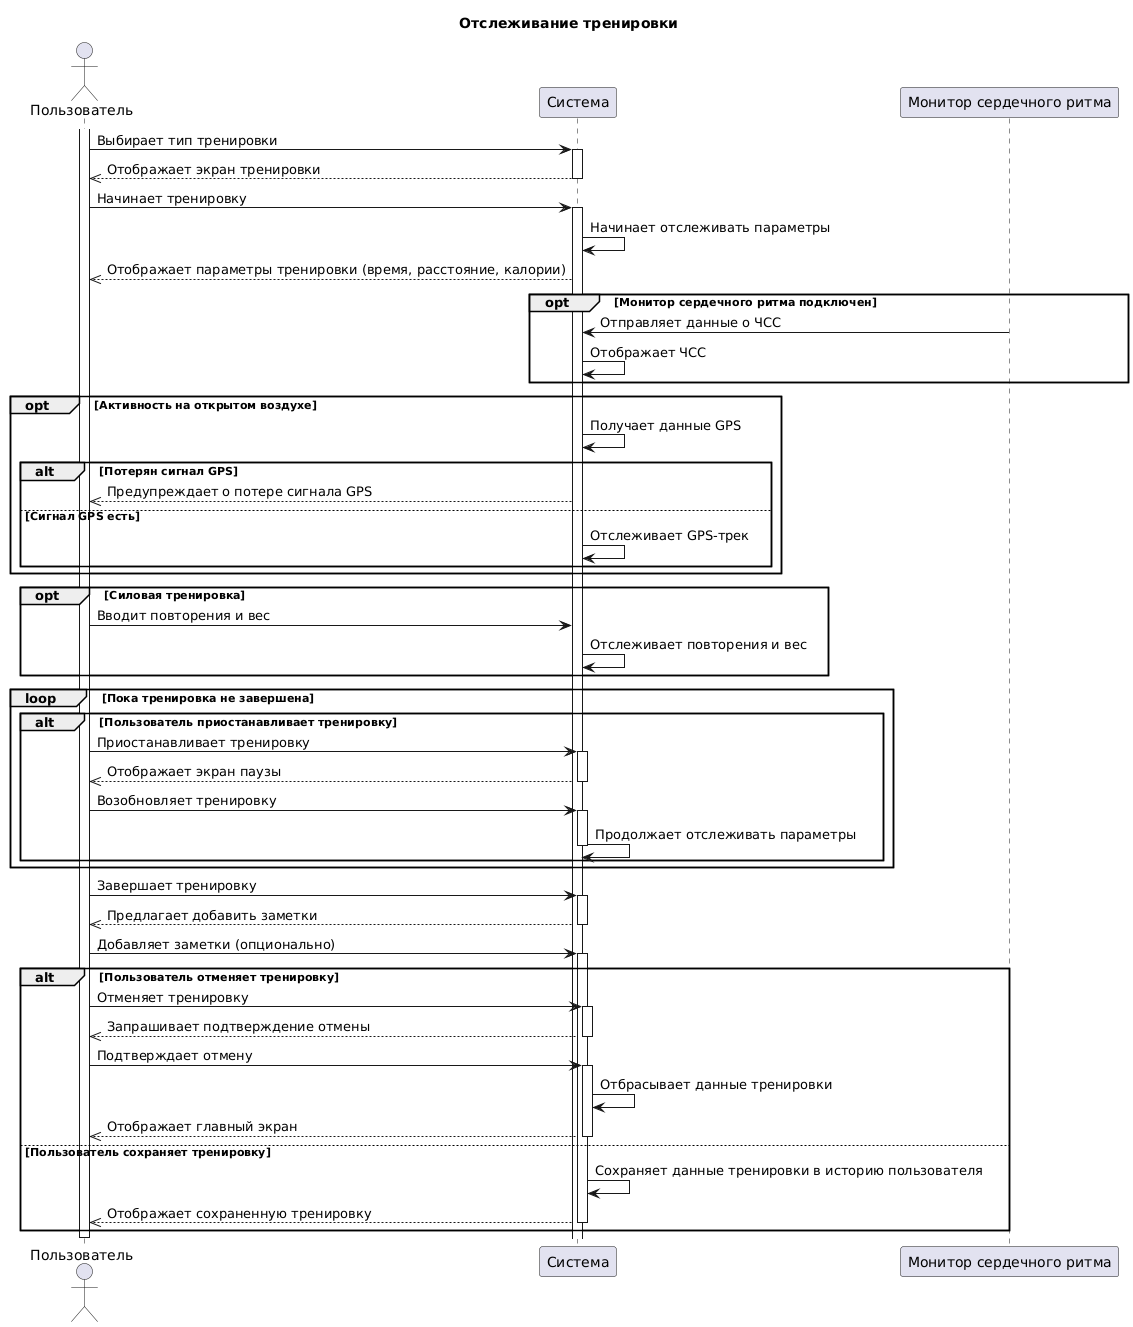 Отслеживание тренировки
Пользователь
Система
Монитор сердечного ритма
Выбирает тип тренировки
Отображает экран тренировки
Начинает тренировку
Начинает отслеживать параметры
Отображает параметры тренировки (время, расстояние, калории)
opt [Монитор сердечного ритма подключен]
Отправляет данные о ЧСС
Отображает ЧСС
opt [Активность на открытом воздухе]
Получает данные GPS
alt [Потерян сигнал GPS]
Предупреждает о потере сигнала GPS
[Сигнал GPS есть]
Отслеживает GPS-трек
opt [Силовая тренировка]
Вводит повторения и вес
Отслеживает повторения и вес
loop [Пока тренировка не завершена]
alt [Пользователь приостанавливает тренировку]
Приостанавливает тренировку
Отображает экран паузы
Возобновляет тренировку
Продолжает отслеживать параметры
Завершает тренировку
Предлагает добавить заметки
Добавляет заметки (опционально)
alt [Пользователь отменяет тренировку]
Отменяет тренировку
Запрашивает подтверждение отмены
Подтверждает отмену
Отбрасывает данные тренировки
Отображает главный экран
[Пользователь сохраняет тренировку]
Сохраняет данные тренировки в историю пользователя
Отображает сохраненную тренировку
Пользователь
Система
Монитор сердечного ритма